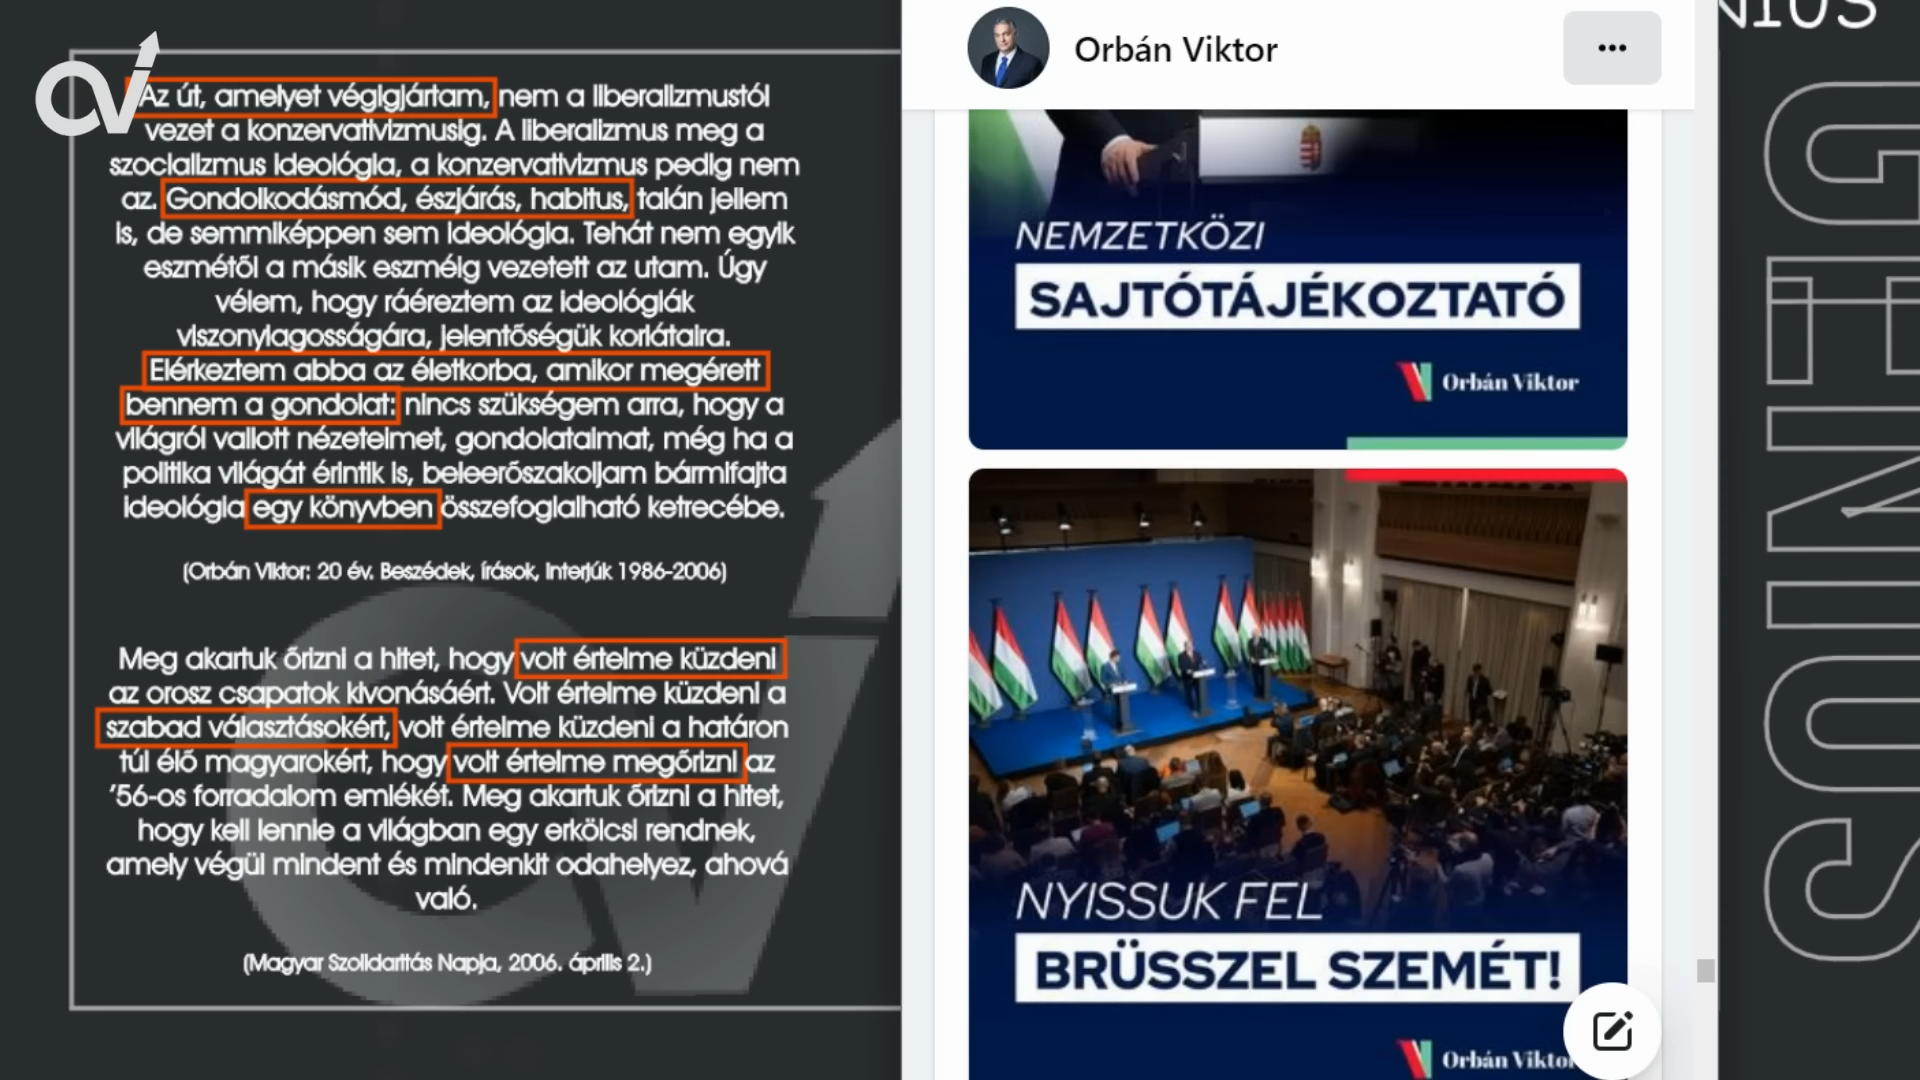 Az út, amelyet végigjártam, nem a liberalizmustól
vezet a konzervativizmusig. A liberalizmus meg a
szocializmus ideológia, a konzervativizmus pedig nem
az. Gondolkodásmód, észjárás, habitus, talán jellem
is, de semmiképpen sem ideológia. Tehát nem egyik
eszmétől a másik eszméig vezetett az utam. Úgy
vélem, hogy ráéreztem az ideológiák
viszonylagosságára, jelentőségük korlátaira.
Elérkeztem abba az életkorba, amikor megérett
bennem a gondolat: nincs szükségem arra, hogy a
világról vallott nézeteimet, gondolataimat, még ha a
politika világát érintik is, beleerőszakoljam bármifajta
ideológia egy könyvben összefoglalható ketrecébe.
(Orbán Viktor: 20 év. Beszédek, írások, interjúk 1986-2006)
Meg akartuk őrizni a hitet, hogy volt értelme küzdeni
az orosz csapatok kivonásáért. Volt értelme küzdeni a
szabad választásokért, volt értelme küzdeni a határon
túl élő magyarokért, hogy volt értelme megőrizni az
'56-os forradalom emlékét. Meg akartuk őrizni a hitet,
hogy kell lennie a világban egy erkölcsi rendnek,
amely végül mindent és mindenkit odahelyez, ahová
való.
(Magyar Szolidaritás Napja, 2006. április 2.)
Orbán Viktor
NEMZETKÖZI
SAJTÓTÁJÉKOZTATÓ
Orbán Viktor
NYISSUK FEL
BRÜSSZEL SZEMÉT!
Orbán Viktor
NIUS
GENIUS